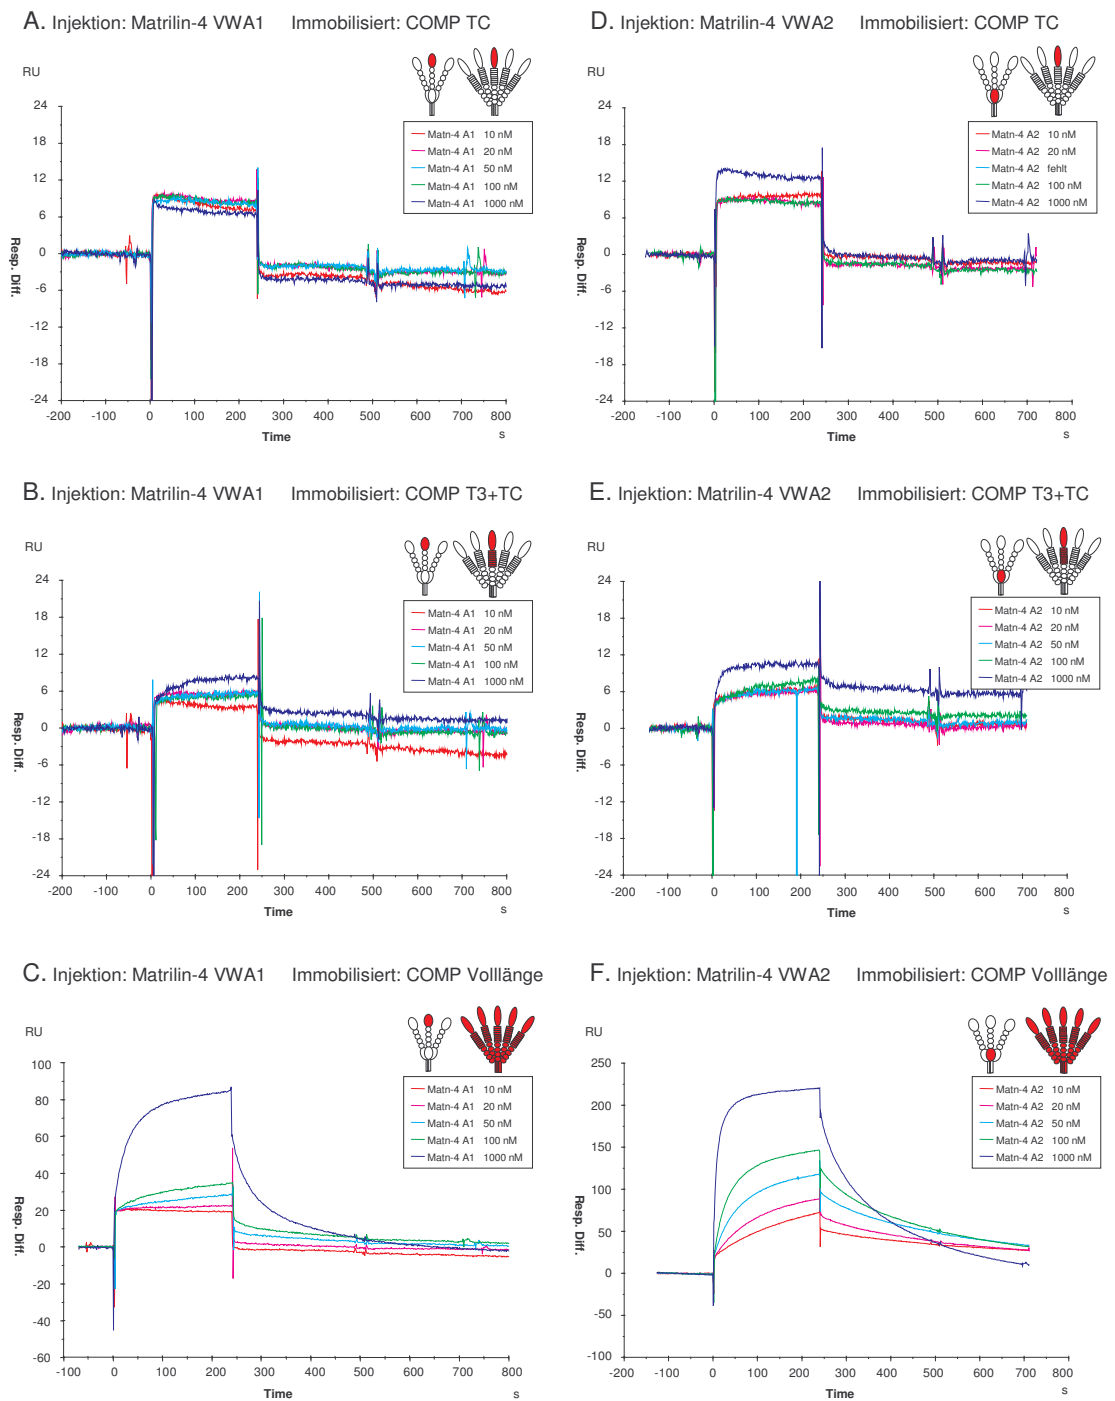 A. Injektion: Matrilin-4 VWA1 Immobilisiert: COMP TC
RU
Matn-4 A1 10 nM
Matn-4 A1 20 nM
Matn-4 A1 50 nM
Matn-4 A1 100 nM
Matn-4 A1 1000 nM
24
18
12
6
0
-6
-12
-18
-24
Resp. Diff.
-200 -100 0 100 200 300 400 500 600 700 800
Time s
D. Injektion: Matrilin-4 VWA2 Immobilisiert: COMP TC
RU
Matn-4 A2 10 nM
Matn-4 A2 20 nM
Matn-4 A2 fehlt
Matn-4 A2 100 nM
Matn-4 A2 1000 nM
24
18
12
6
0
-6
-12
-18
-24
Resp. Diff.
-200 -100 0 100 200 300 400 500 600 700 800
Time s
B. Injektion: Matrilin-4 VWA1 Immobilisiert: COMP T3+TC
RU
Matn-4 A1 10 nM
Matn-4 A1 20 nM
Matn-4 A1 50 nM
Matn-4 A1 100 nM
Matn-4 A1 1000 nM
24
18
12
6
0
-6
-12
-18
-24
Resp. Diff.
-200 -100 0 100 200 300 400 500 600 700 800
Time s
E. Injektion: Matrilin-4 VWA2 Immobilisiert: COMP T3+TC
RU
Matn-4 A2 10 nM
Matn-4 A2 20 nM
Matn-4 A2 50 nM
Matn-4 A2 100 nM
Matn-4 A2 1000 nM
24
18
12
6
0
-6
-12
-18
-24
Resp. Diff.
-200 -100 0 100 200 300 400 500 600 700 800
Time s
C. Injektion: Matrilin-4 VWA1 Immobilisiert: COMP Volllänge
RU
Matn-4 A1 10 nM
Matn-4 A1 20 nM
Matn-4 A1 50 nM
Matn-4 A1 100 nM
Matn-4 A1 1000 nM
100
80
60
40
20
0
-20
-40
-60
Resp. Diff.
-100 0 100 200 300 400 500 600 700 800
Time s
F. Injektion: Matrilin-4 VWA2 Immobilisiert: COMP Volllänge
RU
Matn-4 A2 10 nM
Matn-4 A2 20 nM
Matn-4 A2 50 nM
Matn-4 A2 100 nM
Matn-4 A2 1000 nM
250
200
150
100
50
0
-50
-100
Resp. Diff.
-200 -100 0 100 200 300 400 500 600 700 800
Time s